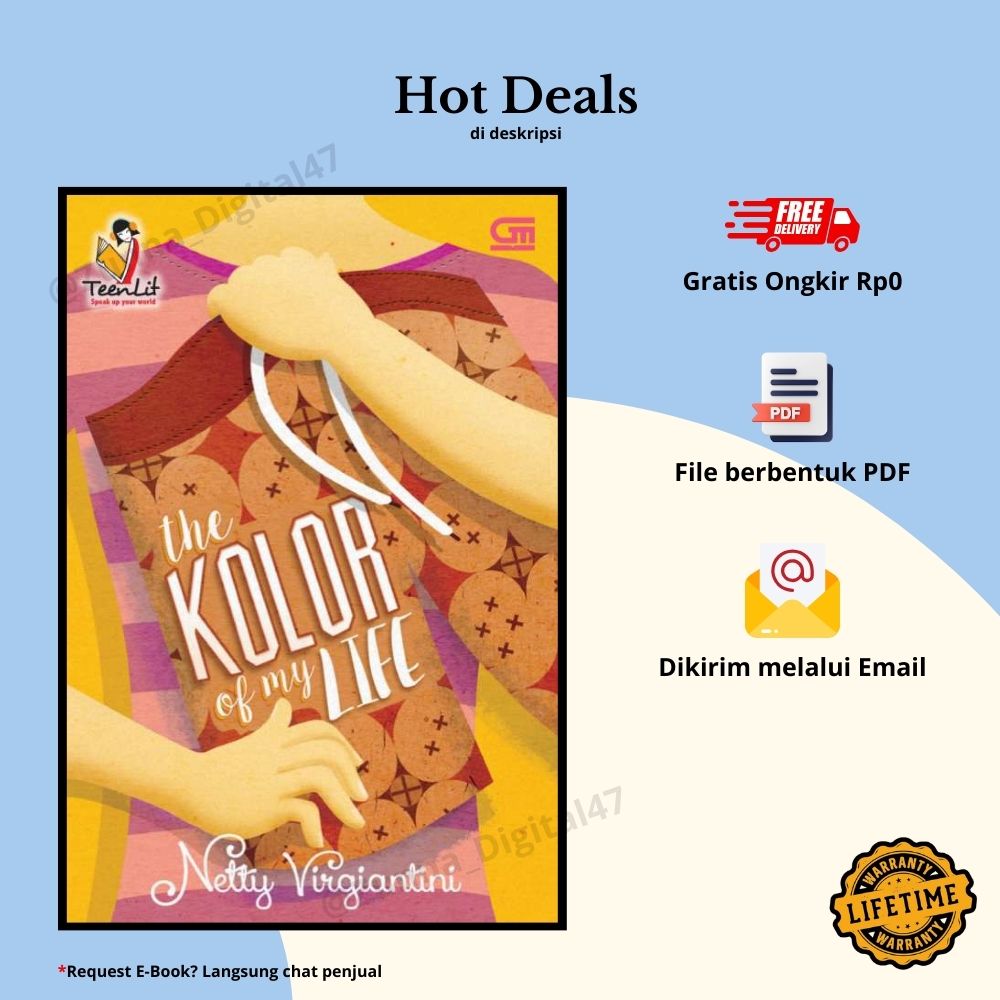 Hot Deals
di deskripsi
TeenLit
Speak up your world
GM
the
KOLOR
of my LIFE
Netty Virgiantini
FREE
DELIVERY
Gratis Ongkir Rp0
PDF
File berbentuk PDF
@
Dikirim melalui Email
WARRANTY
LIFETIME
WARRANTY
*Request E-Book? Langsung chat penjual